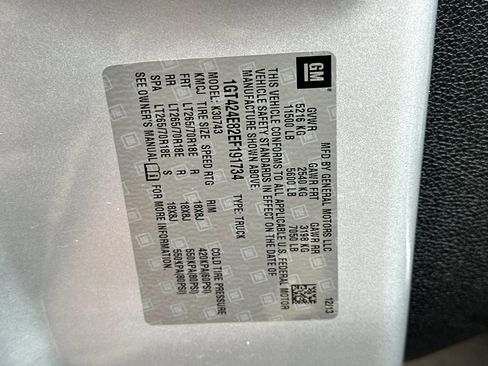 GM
MFD BY GENERAL MOTORS LLC
12/13
GVWR GAWR FRT GAWR RR
5216 KG 2540 KG 3198 KG
11500 LB 5600 LB 7050 LB
THIS VEHICLE CONFORMS TO ALL APPLICABLE U.S. FEDERAL MOTOR
VEHICLE SAFETY STANDARDS IN EFFECT ON THE DATE OF
MANUFACTURE SHOWN ABOVE.
1GT424E82EF191734 TYPE: TRUCK
MODEL: K30743
KMCJ TIRE SIZE SPEED RTG RIM COLD TIRE PRESSURE
FRT LT265/70R18E R 18X8J 420KPA(60PSI)
RR LT265/70R18E R 18X8J 550KPA(80PSI)
SPA LT265/70R18E S 18X8J 550KPA(80PSI)
SEE OWNER'S MANUAL